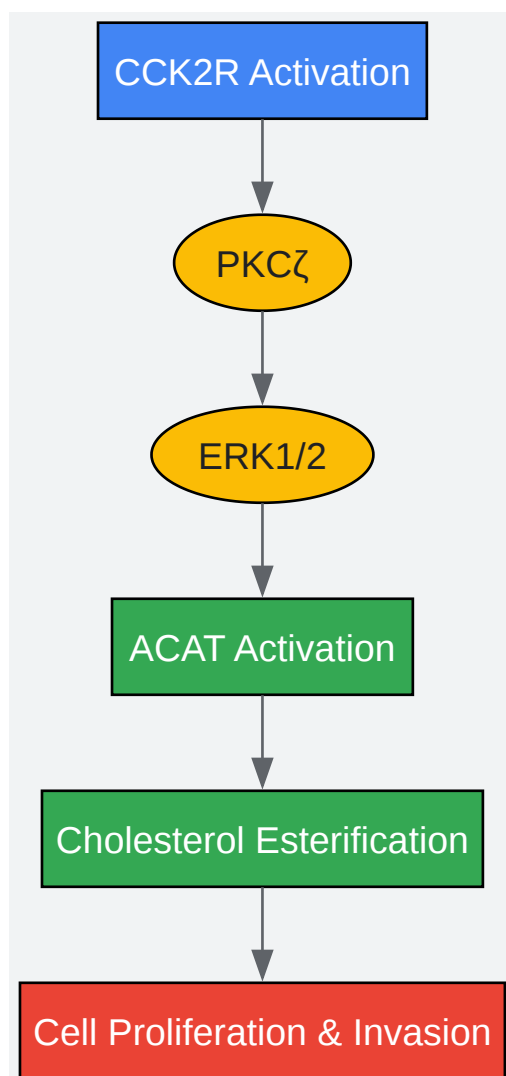 CCK2R Activation
PKCζ
ERK1/2
ACAT Activation
Cholesterol Esterification
Cell Proliferation & Invasion